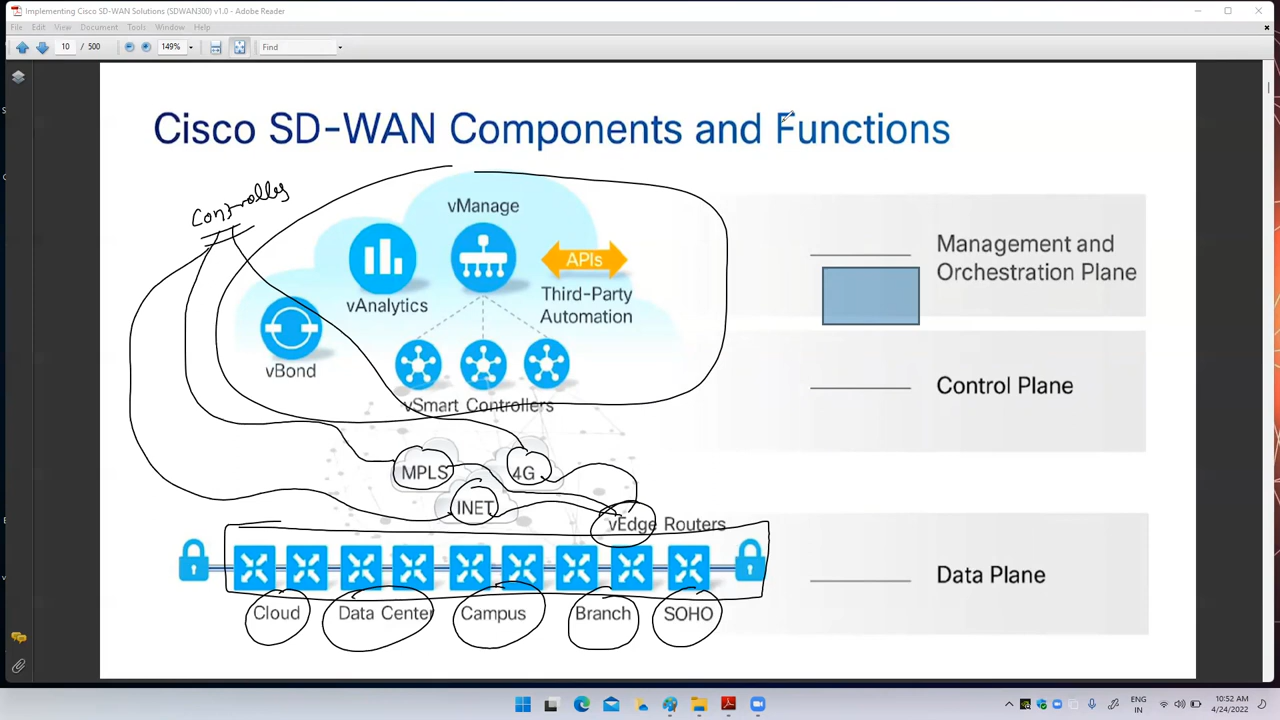 Implementing Cisco SD-WAN Solutions (SDWAN300) v1.0 - Adobe Reader
File Edit View Document Tools Window Help
10 / 500 149% Find
Cisco SD-WAN Components and Functions
Controlles
vManage
vAnalytics
APIs
Third-Party
Automation
vBond
vSmart Controllers
Management and
Orchestration Plane
Control Plane
MPLS 4G
INET
vEdge Routers
Data Plane
Cloud Data Center Campus Branch SOHO
ENG
IN
10:52 AM
4/24/2022